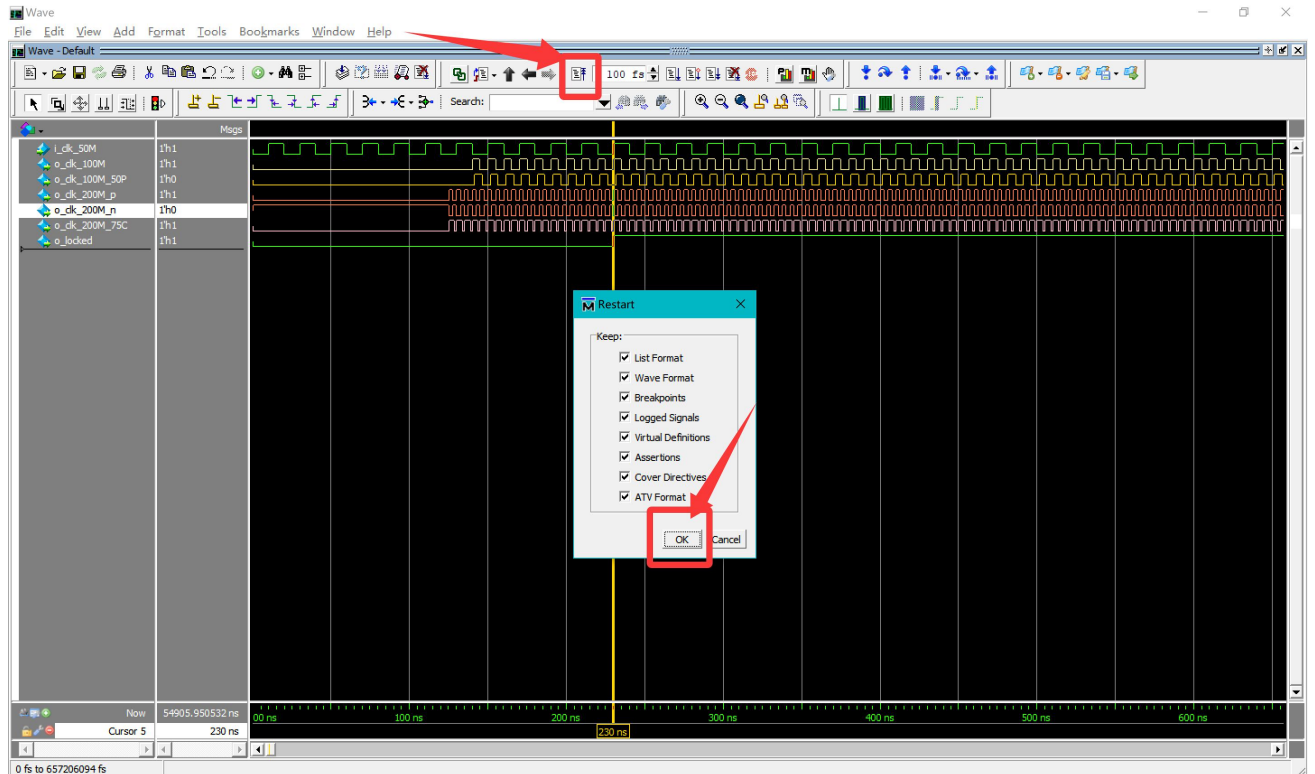 Wave
File Edit View Add Format Tools Bookmarks Window Help
Wave - Default
100 fs
Search:
Msgs
i_clk_50M 1'h1
o_clk_100M 1'h1
o_clk_100M_50P 1'h0
o_clk_200M_p 1'h1
o_clk_200M_n 1'h0
o_clk_200M_75C 1'h1
o_locked 1'h1
Restart
Keep:
List Format
Wave Format
Breakpoints
Logged Signals
Virtual Definitions
Assertions
Cover Directives
ATV Format
OK Cancel
Now 54905.950532 ns 00 ns 100 ns 200 ns 300 ns 400 ns 500 ns 600 ns
Cursor 5 230 ns 230 ns
0 fs to 657206094 fs